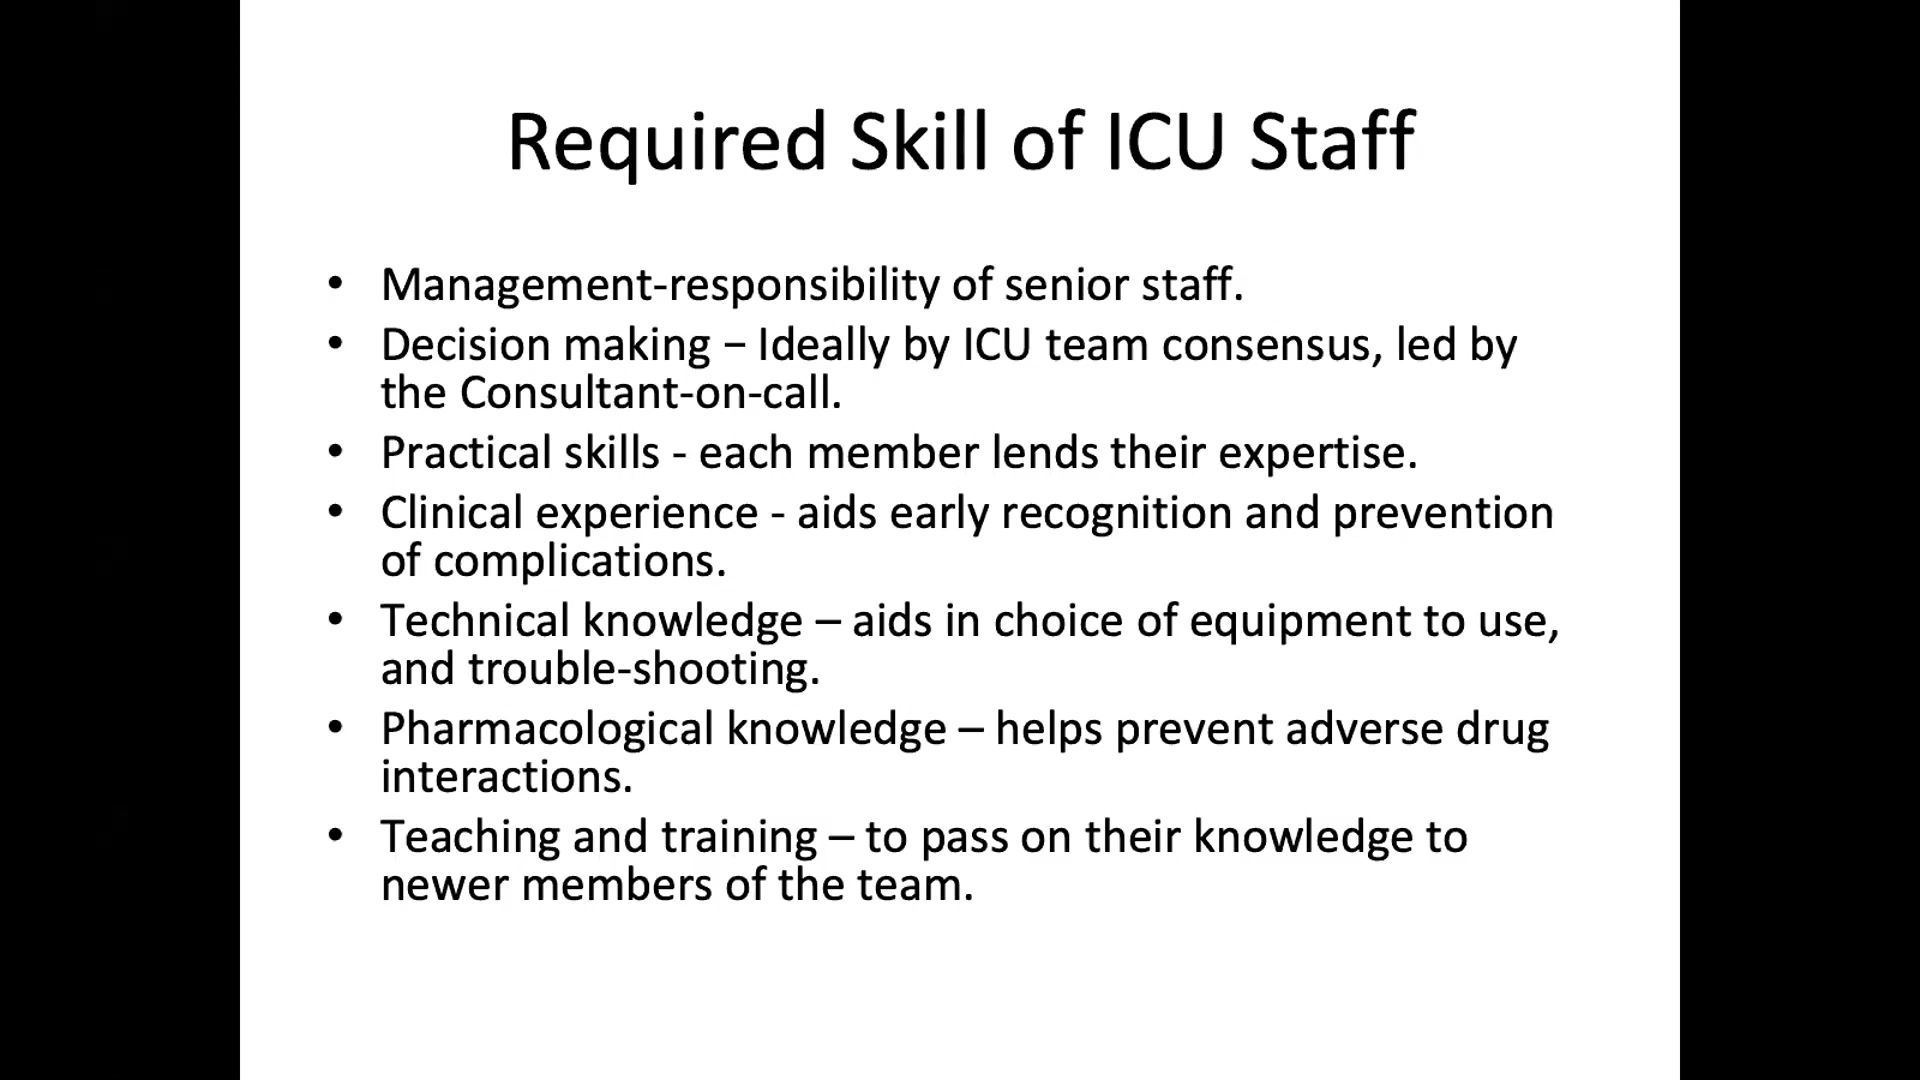 Required Skill of ICU Staff
• Management-responsibility of senior staff.
• Decision making – Ideally by ICU team consensus, led by
the Consultant-on-call.
• Practical skills - each member lends their expertise.
• Clinical experience - aids early recognition and prevention
of complications.
• Technical knowledge – aids in choice of equipment to use,
and trouble-shooting.
• Pharmacological knowledge – helps prevent adverse drug
interactions.
• Teaching and training – to pass on their knowledge to
newer members of the team.